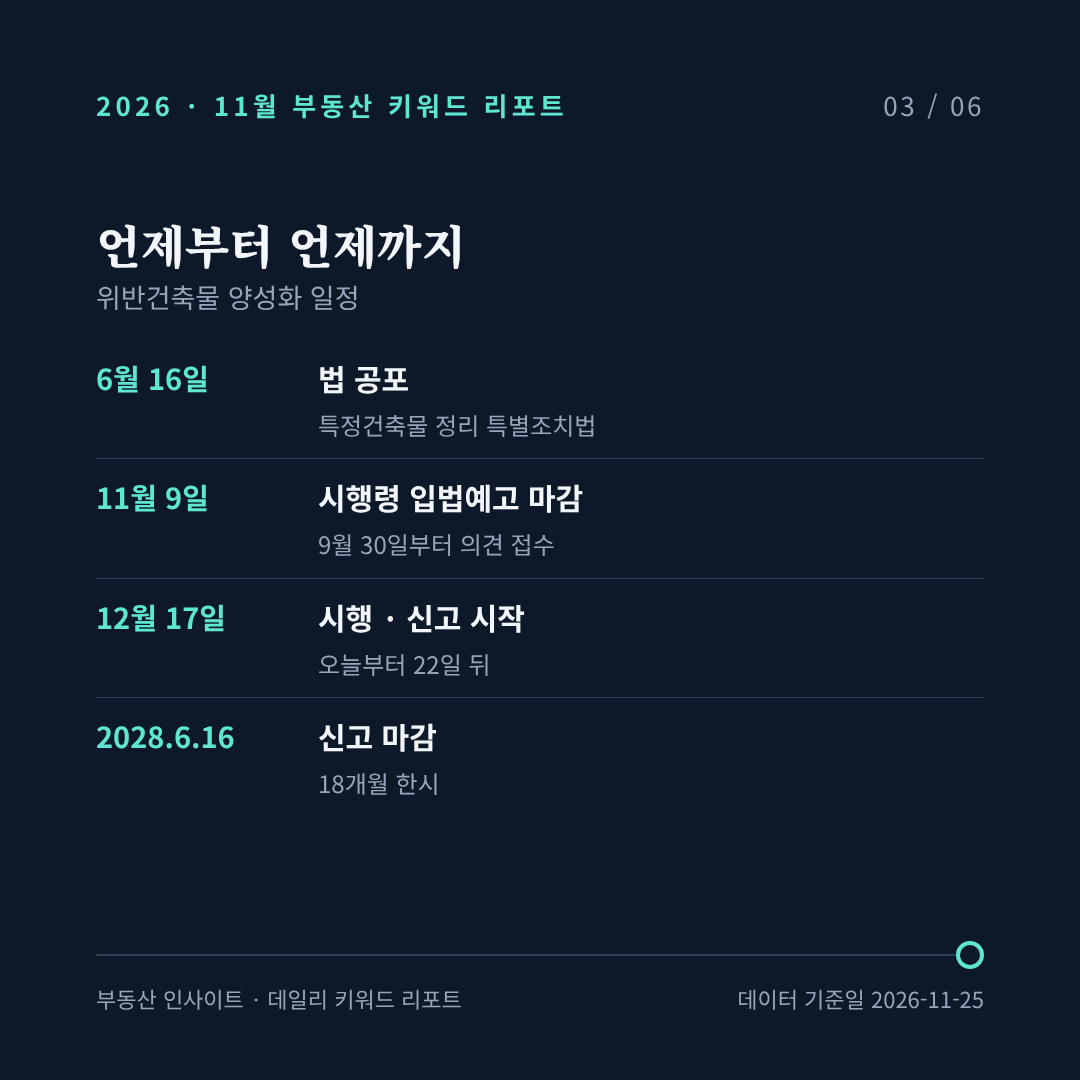 2026 · 11월 부동산 키워드 리포트
03 / 06
언제부터 언제까지
위반건축물 양성화 일정
6월 16일
법 공포
특정건축물 정리 특별조치법
11월 9일
시행령 입법예고 마감
9월 30일부터 의견 접수
12월 17일
시행 · 신고 시작
오늘부터 22일 뒤
2028.6.16
신고 마감
18개월 한시
부동산 인사이트 · 데일리 키워드 리포트
데이터 기준일 2026-11-25